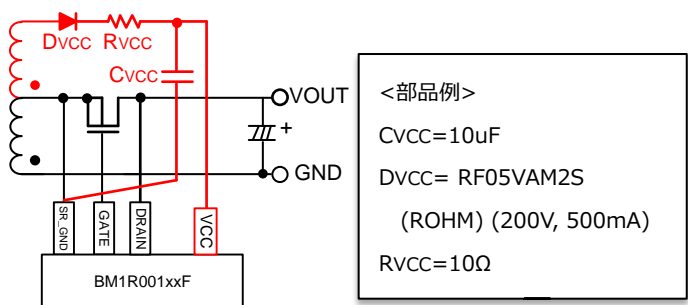 DVCC RVCC
CVCC
VOUT
+
GND
SR_GND
GATE
DRAIN
VCC
BM1R001xxF
<部品例>
CVCC=10uF
DVCC= RF05VAM2S
(ROHM) (200V, 500mA)
RVCC=10Ω